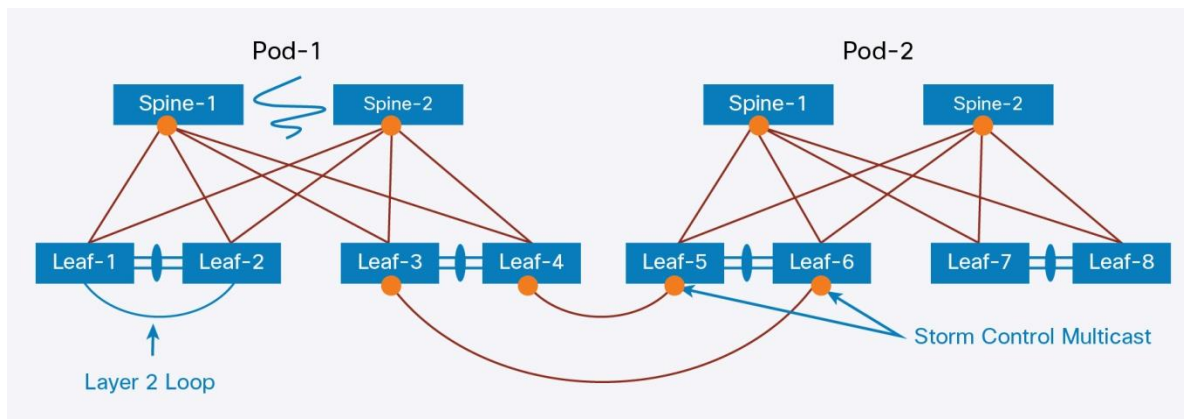 Pod-1
Pod-2
Spine-1
Spine-2
Spine-1
Spine-2
Leaf-1
Leaf-2
Leaf-3
Leaf-4
Leaf-5
Leaf-6
Leaf-7
Leaf-8
Storm Control Multicast
Layer 2 Loop